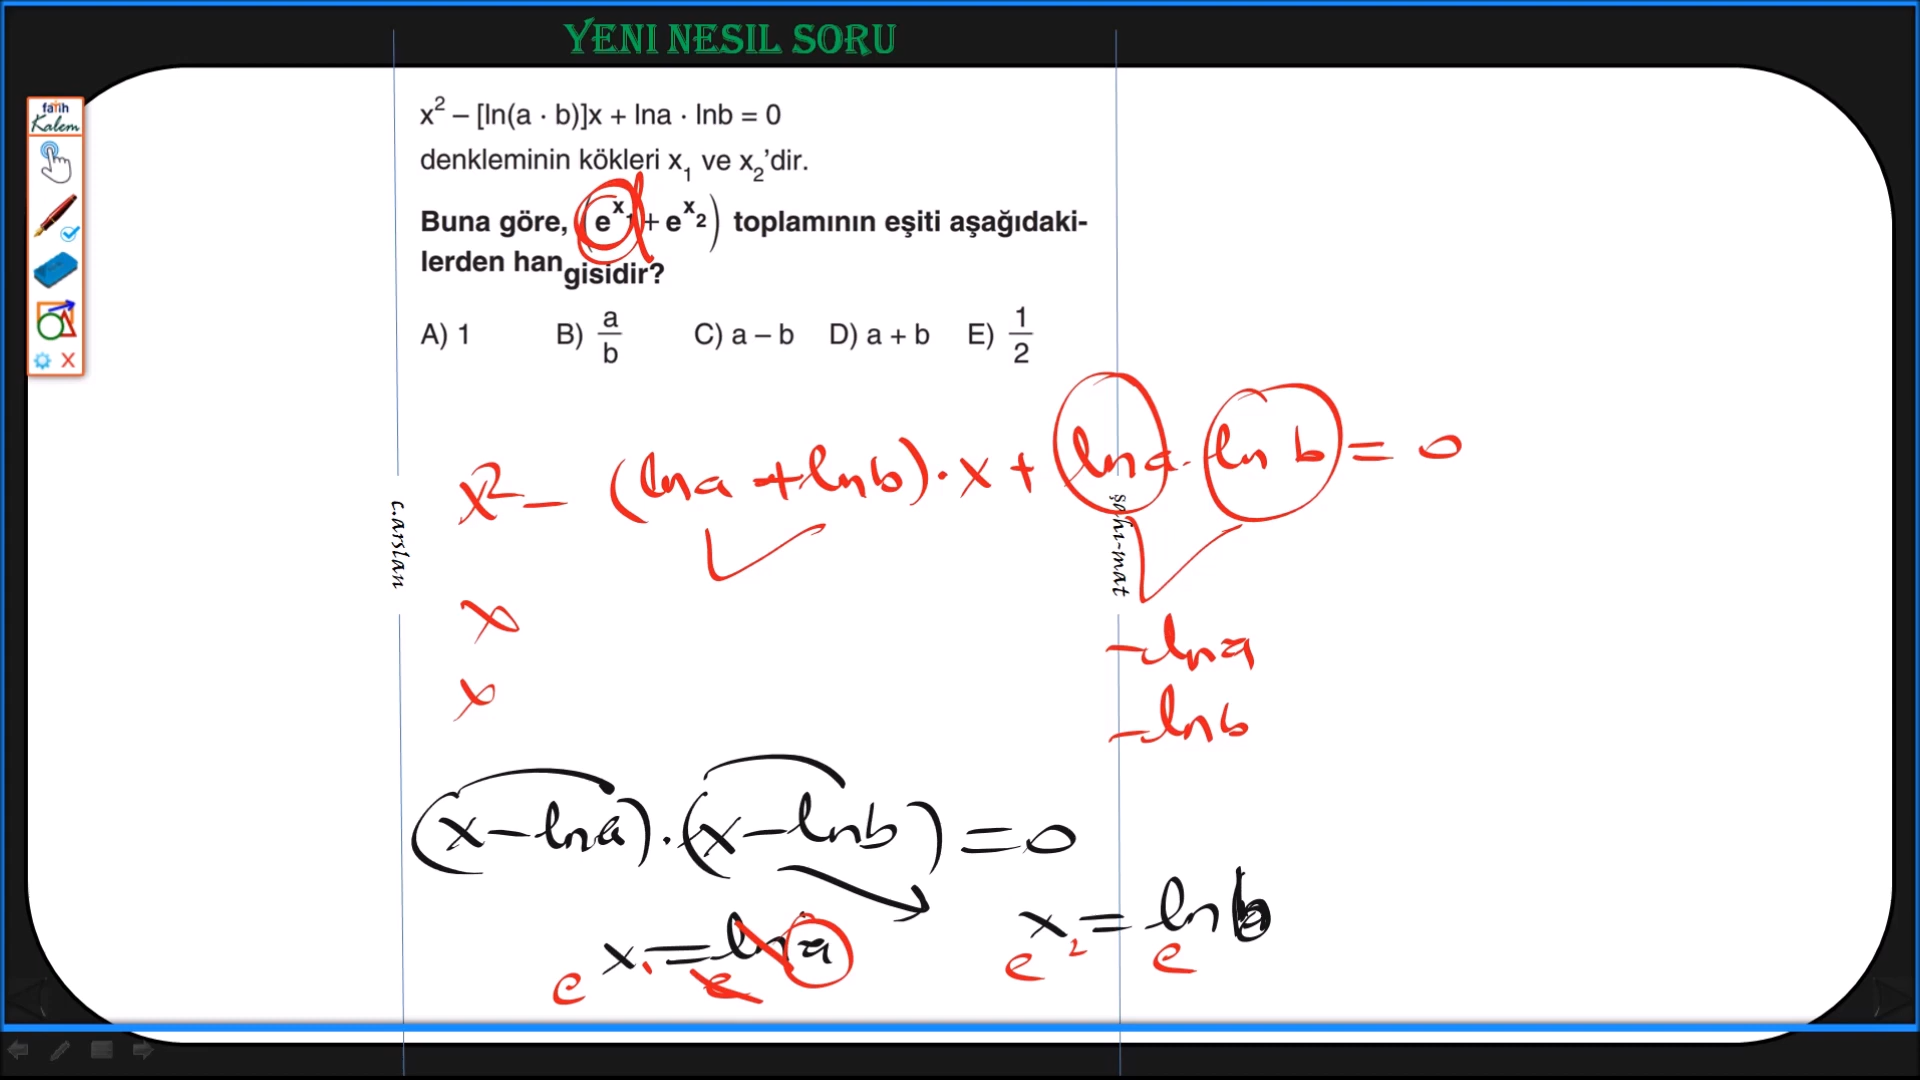 YENI NESIL SORU
fatih
Kalem
x² – [ln(a · b)]x + lna · lnb = 0
denkleminin kökleri x₁ ve x₂'dir.
Buna göre, (e^x₁ + e^x₂) toplamının eşiti aşağıdaki-
lerden hangisidir?
A) 1 B) a/b C) a – b D) a + b E) 1/2
x² – (lna + lnb) · x + lna · lnb = 0
c.arslan
şahı-mat
x –lna
x –lnb
(x – lna) · (x – lnb) = 0
e^x₁ = e^lna e^x₂ = e^lnb